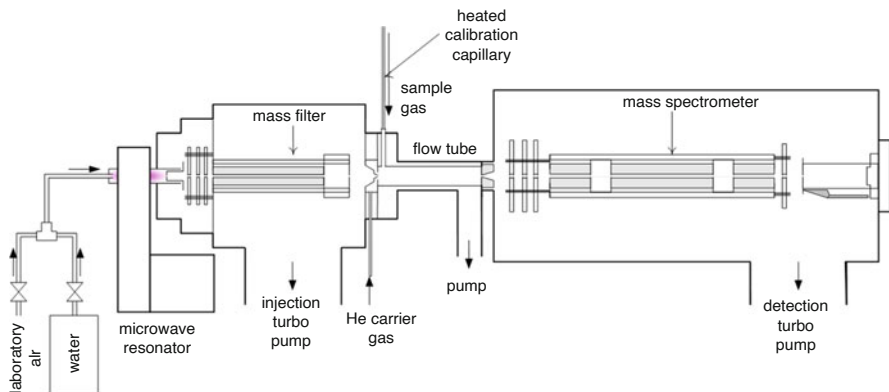 heated
calibration
capillary
sample
gas
mass filter
mass spectrometer
flow tube
pump
injection
turbo
pump
He carrier
gas
detection
turbo
pump
microwave
resonator
laboratory
alr
water